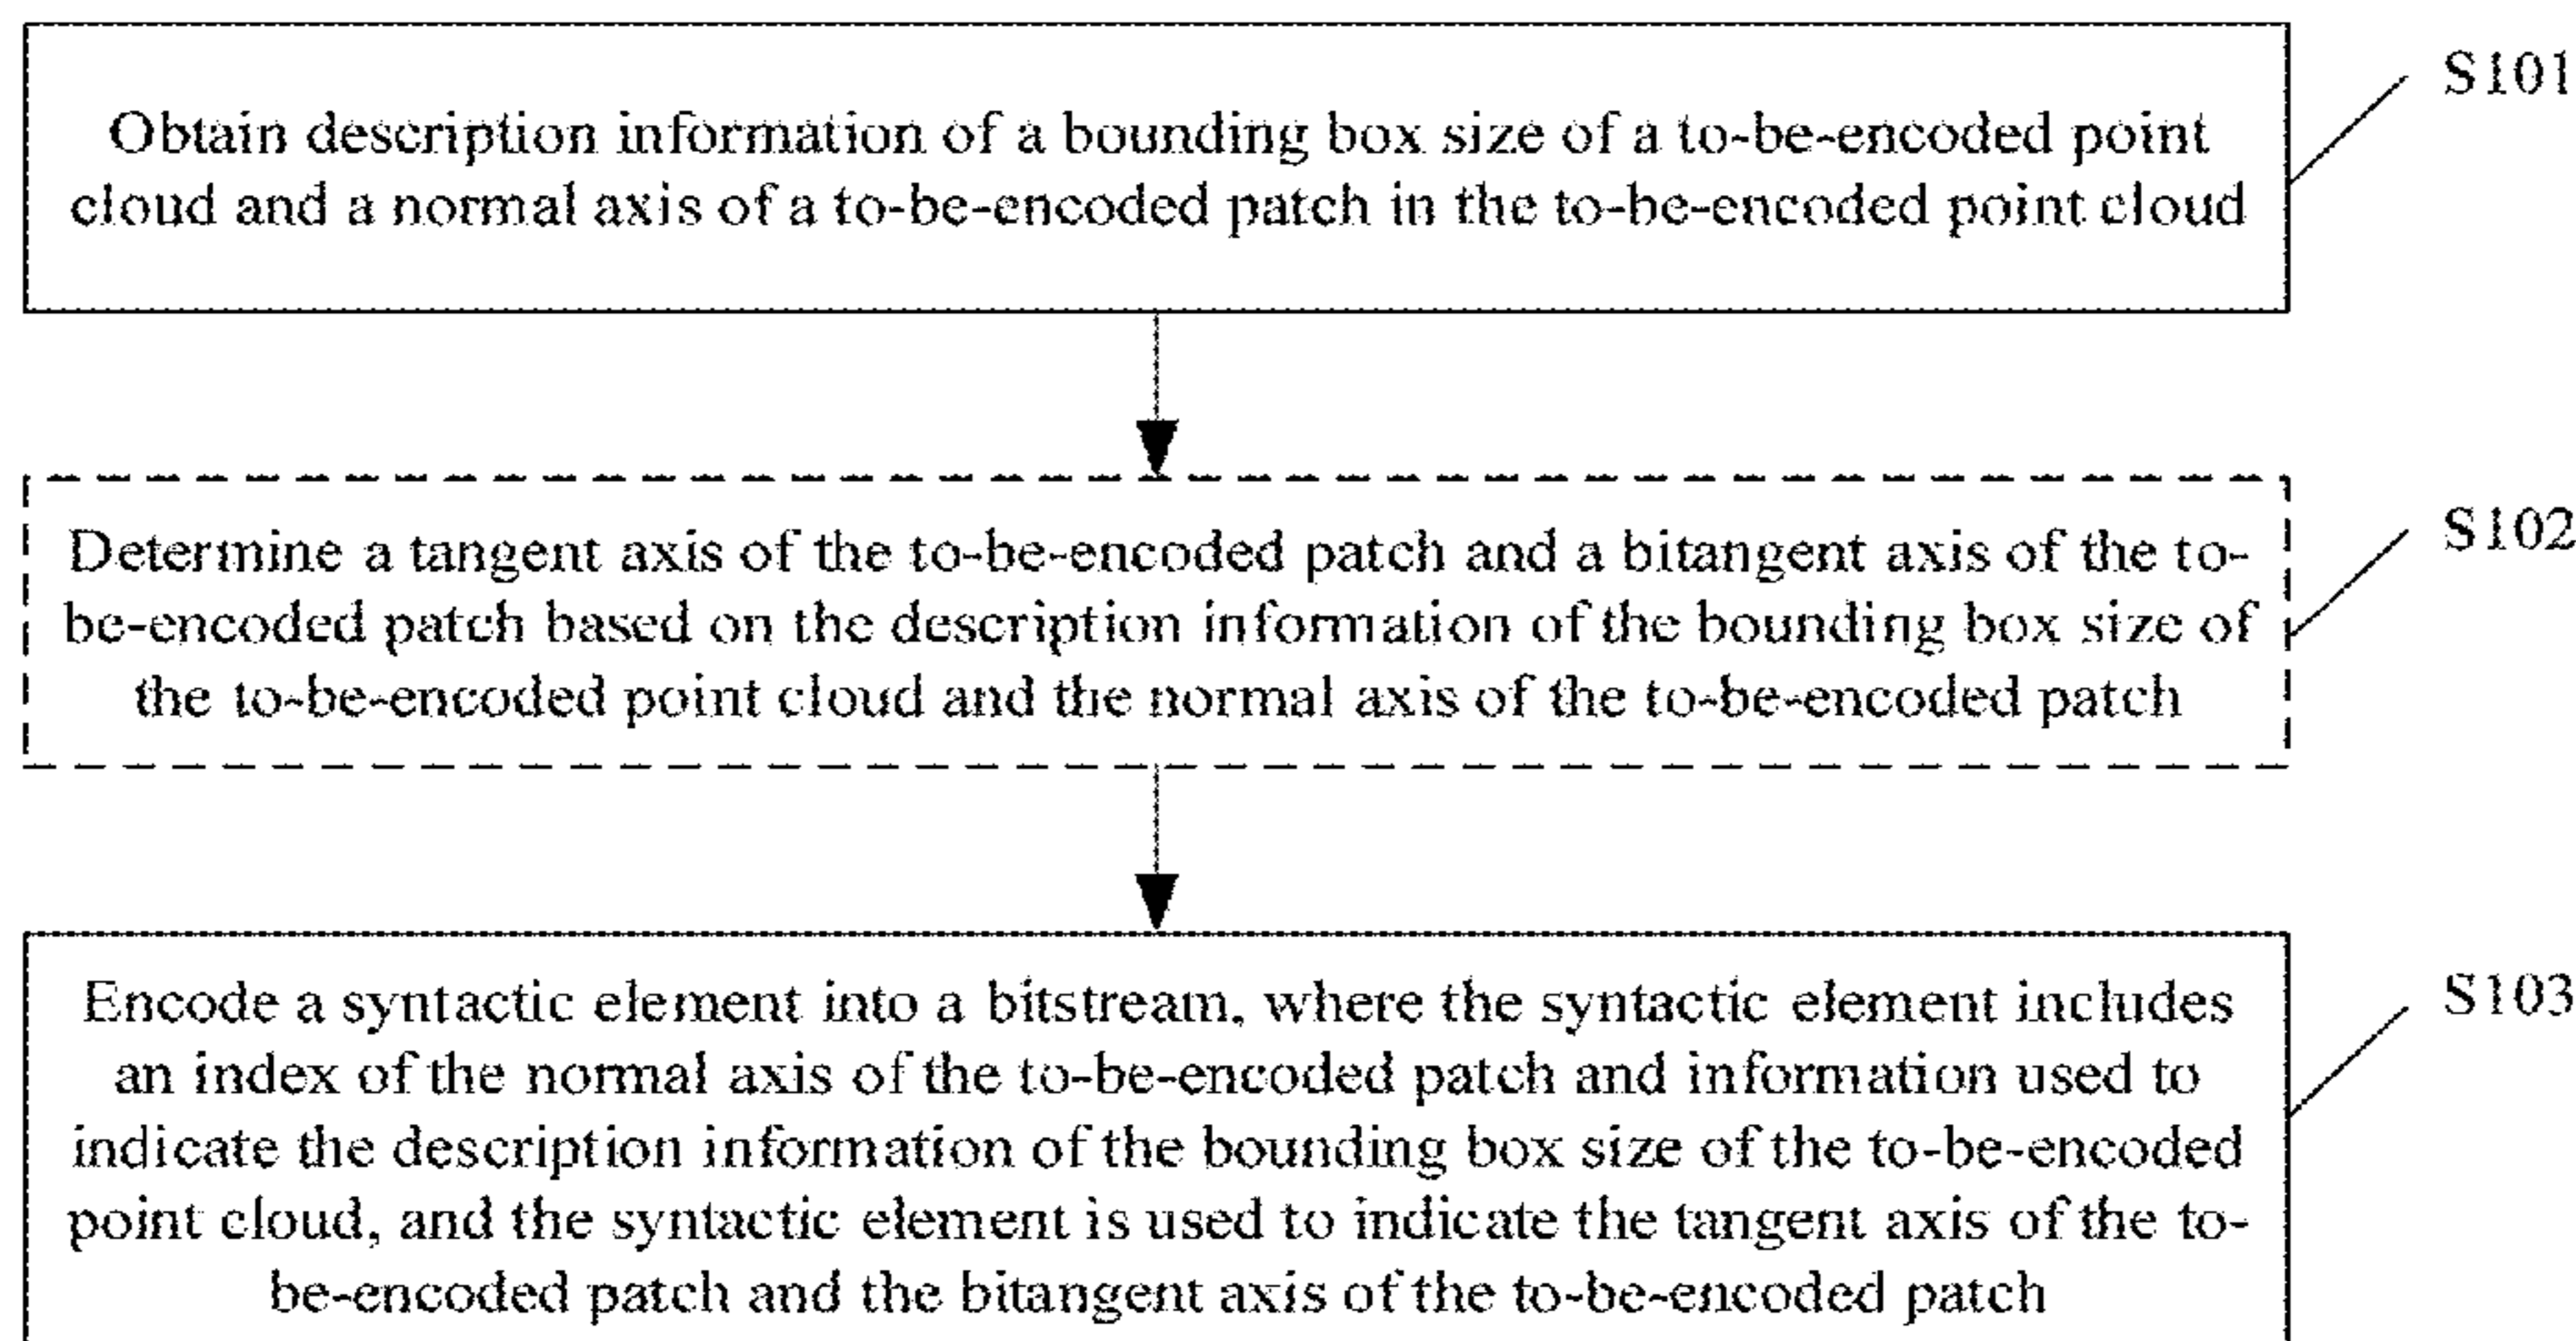 Obtain description information of a bounding box size of a to-be-encoded point
cloud and a normal axis of a to-be-encoded patch in the to-be-encoded point cloud
S101
Determine a tangent axis of the to-be-encoded patch and a bitangent axis of the to-
be-encoded patch based on the description information of the bounding box size of
the to-be-encoded point cloud and the normal axis of the to-be-encoded patch
S102
Encode a syntactic element into a bitstream, where the syntactic element includes
an index of the normal axis of the to-be-encoded patch and information used to
indicate the description information of the bounding box size of the to-be-encoded
point cloud, and the syntactic element is used to indicate the tangent axis of the to-
be-encoded patch and the bitangent axis of the to-be-encoded patch
S103